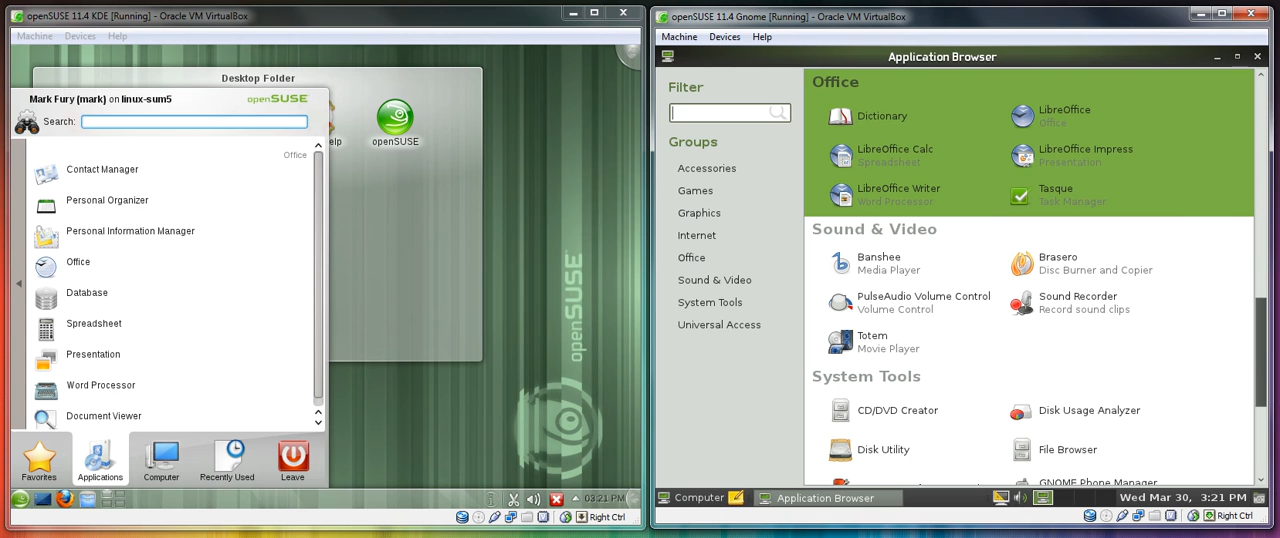 openSUSE 11.4 KDE [Running] - Oracle VM VirtualBox
Machine Devices Help
Desktop Folder
Mark Fury (mark) on linux-sum5
openSUSE
Search:
elp
openSUSE
Office
Contact Manager
Personal Organizer
Personal Information Manager
Office
Database
Spreadsheet
Presentation
Word Processor
Document Viewer
openSUSE
Favorites
Applications
Computer
Recently Used
Leave
03:21 PM
Right Ctrl
openSUSE 11.4 Gnome [Running] - Oracle VM VirtualBox
Machine Devices Help
Application Browser
Filter
Groups
Accessories
Games
Graphics
Internet
Office
Sound & Video
System Tools
Universal Access
Office
Dictionary
LibreOffice
Office
LibreOffice Calc
Spreadsheet
LibreOffice Impress
Presentation
LibreOffice Writer
Word Processor
Tasque
Task Manager
Sound & Video
Banshee
Media Player
Brasero
Disc Burner and Copier
PulseAudio Volume Control
Volume Control
Sound Recorder
Record sound clips
Totem
Movie Player
System Tools
CD/DVD Creator
Disk Usage Analyzer
Disk Utility
File Browser
GNOME Phone Manager
Computer
Application Browser
Wed Mar 30, 3:21 PM
Right Ctrl